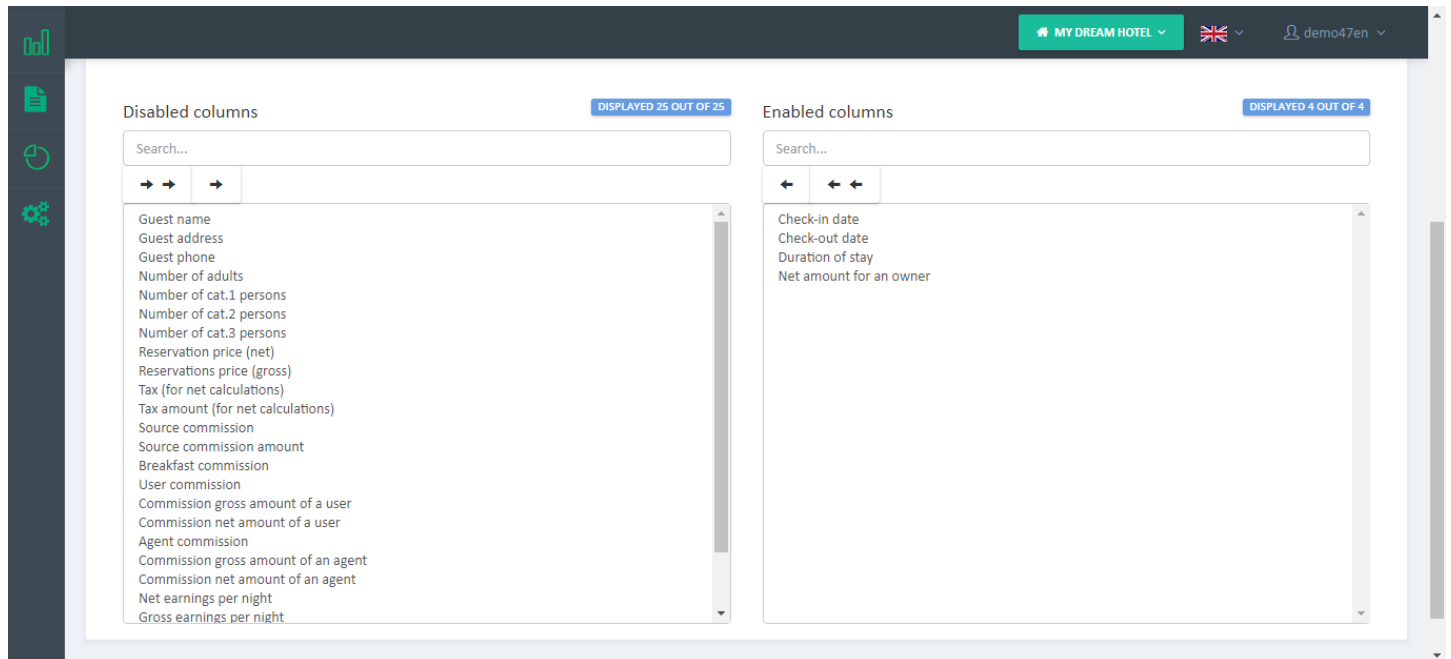 MY DREAM HOTEL
demo47en
Disabled columns
DISPLAYED 25 OUT OF 25
Search...
Guest name
Guest address
Guest phone
Number of adults
Number of cat.1 persons
Number of cat.2 persons
Number of cat.3 persons
Reservation price (net)
Reservations price (gross)
Tax (for net calculations)
Tax amount (for net calculations)
Source commission
Source commission amount
Breakfast commission
User commission
Commission gross amount of a user
Commission net amount of a user
Agent commission
Commission gross amount of an agent
Commission net amount of an agent
Net earnings per night
Gross earnings per night
Enabled columns
DISPLAYED 4 OUT OF 4
Search...
Check-in date
Check-out date
Duration of stay
Net amount for an owner